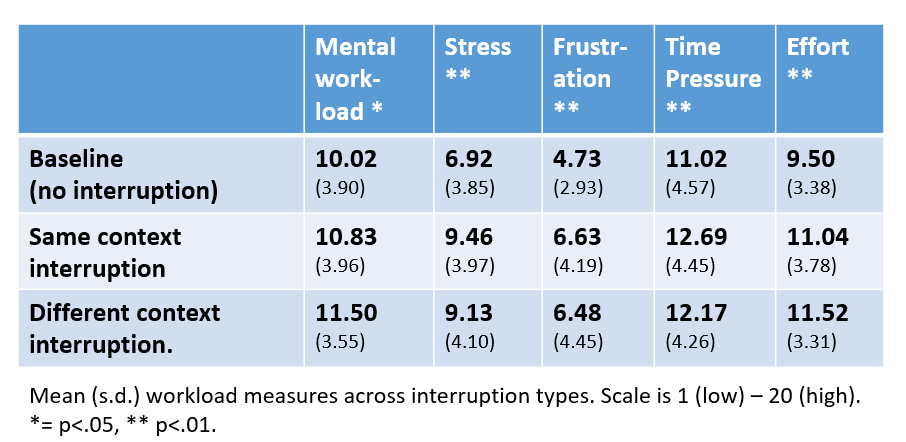 Mental work-load * Stress ** Frustr-ation ** Time Pressure ** Effort **
Baseline (no interruption) 10.02 (3.90) 6.92 (3.85) 4.73 (2.93) 11.02 (4.57) 9.50 (3.38)
Same context interruption 10.83 (3.96) 9.46 (3.97) 6.63 (4.19) 12.69 (4.45) 11.04 (3.78)
Different context interruption. 11.50 (3.55) 9.13 (4.10) 6.48 (4.45) 12.17 (4.26) 11.52 (3.31)
Mean (s.d.) workload measures across interruption types. Scale is 1 (low) – 20 (high).
*= p<.05, ** p<.01.